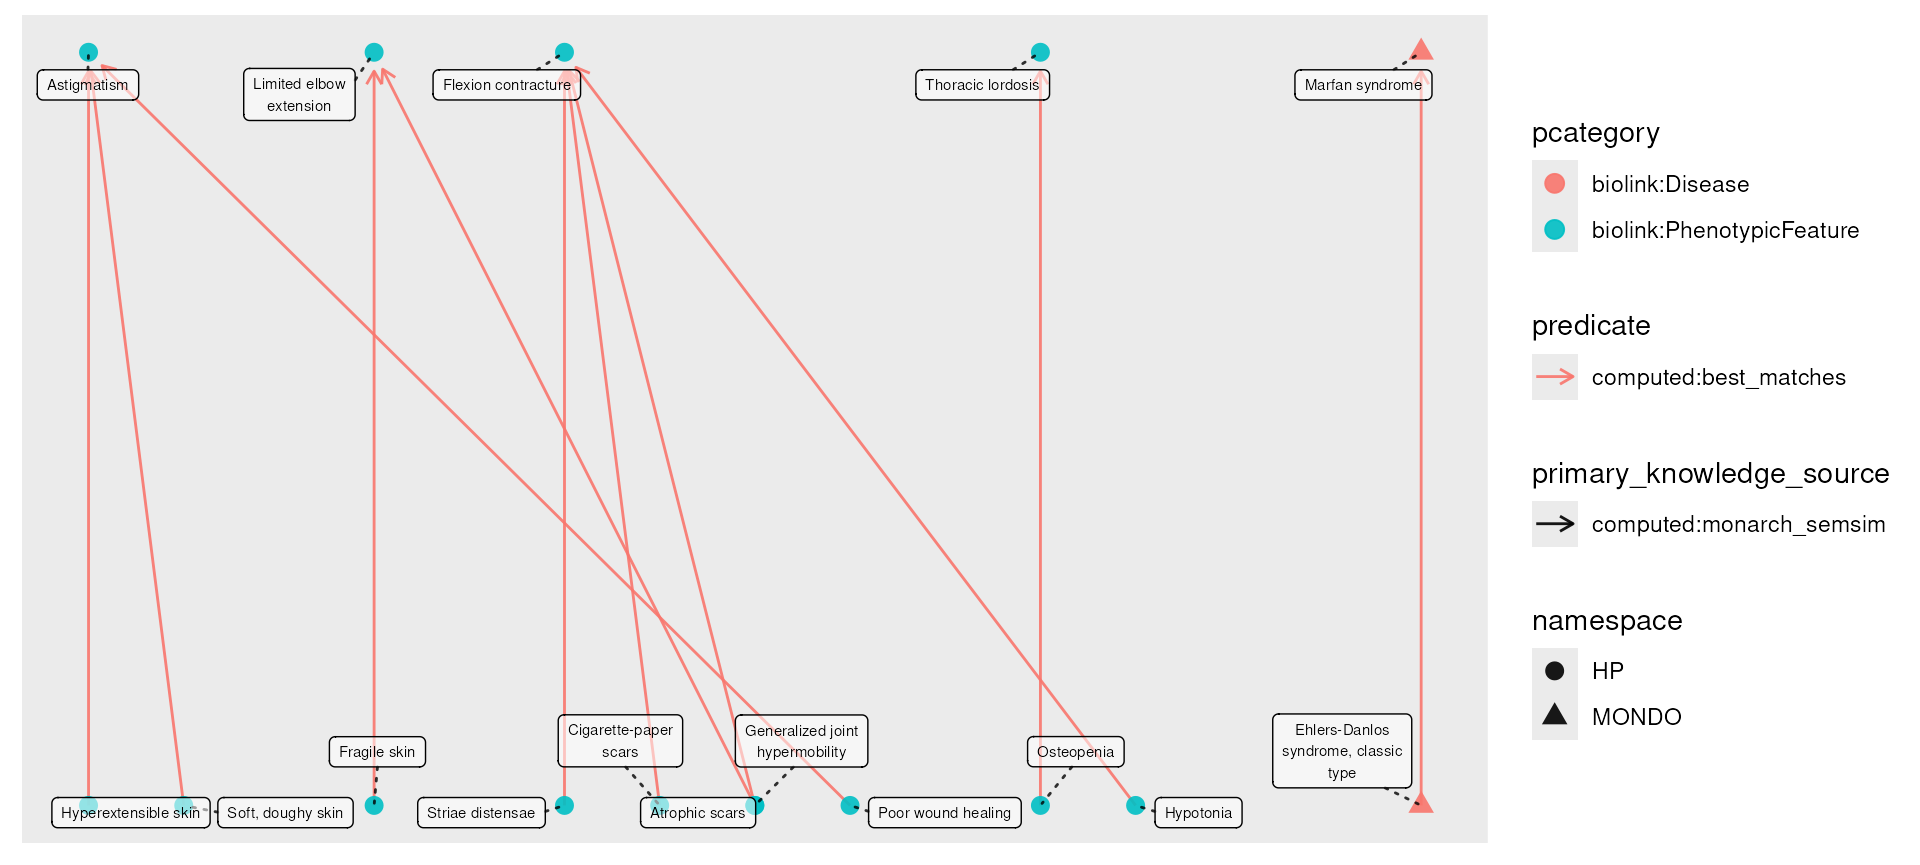 Astigmatism
Limited elbow
extension
Flexion contracture
Thoracic lordosis
Marfan syndrome
Fragile skin
Cigarette-paper
scars
Generalized joint
hypermobility
Osteopenia
Ehlers-Danlos
syndrome, classic
type
Hyperextensible skin
Soft, doughy skin
Striae distensae
Atrophic scars
Poor wound healing
Hypotonia
pcategory
biolink:Disease
biolink:PhenotypicFeature
predicate
computed:best_matches
primary_knowledge_source
computed:monarch_semsim
namespace
HP
MONDO